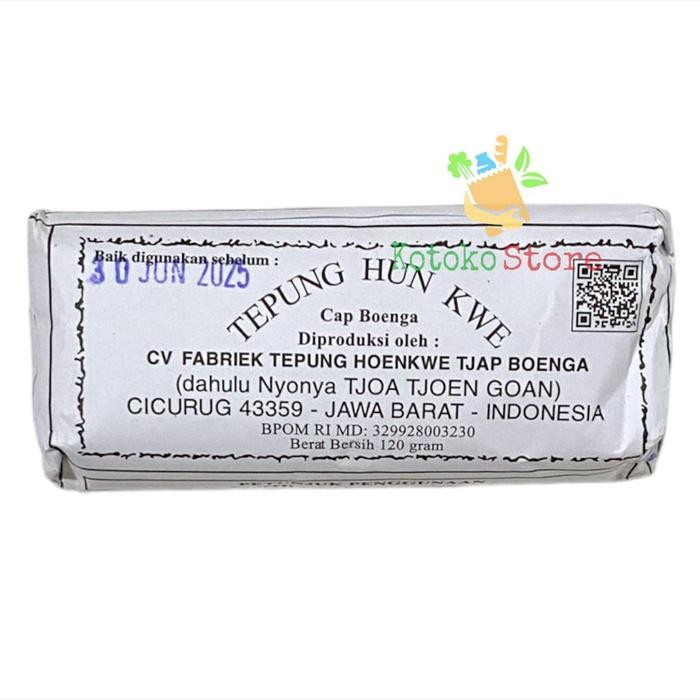 Kotoko Store
Baik digunakan sebelum :
30 JUN 2025
TEPUNG HUN KWE
Cap Boenga
Diproduksi oleh :
CV FABRIEK TEPUNG HOENKWE TJAP BOENGA
(dahulu Nyonya TJOA TJOEN GOAN)
CICURUG 43359 - JAWA BARAT - INDONESIA
BPOM RI MD: 329928003230
Berat Bersih 120 gram
PETUNJUK PENGGUNAAN